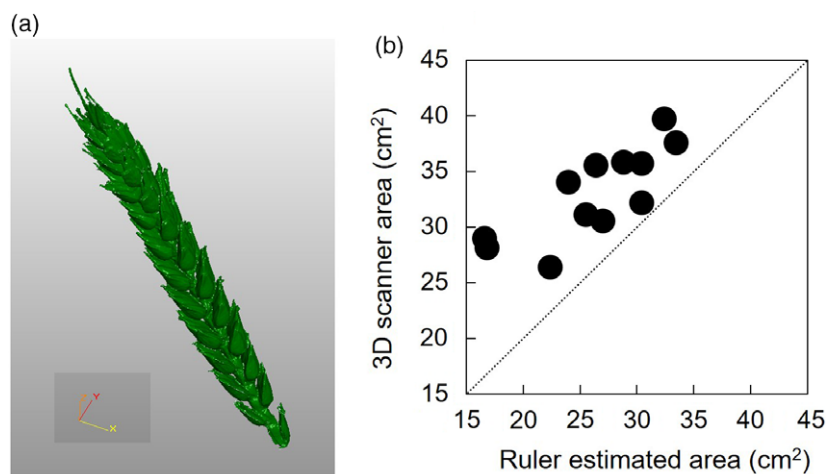 (a)
Y
X
(b)
3D scanner area (cm²)
45
40
35
30
25
20
15
15 20 25 30 35 40 45
Ruler estimated area (cm²)